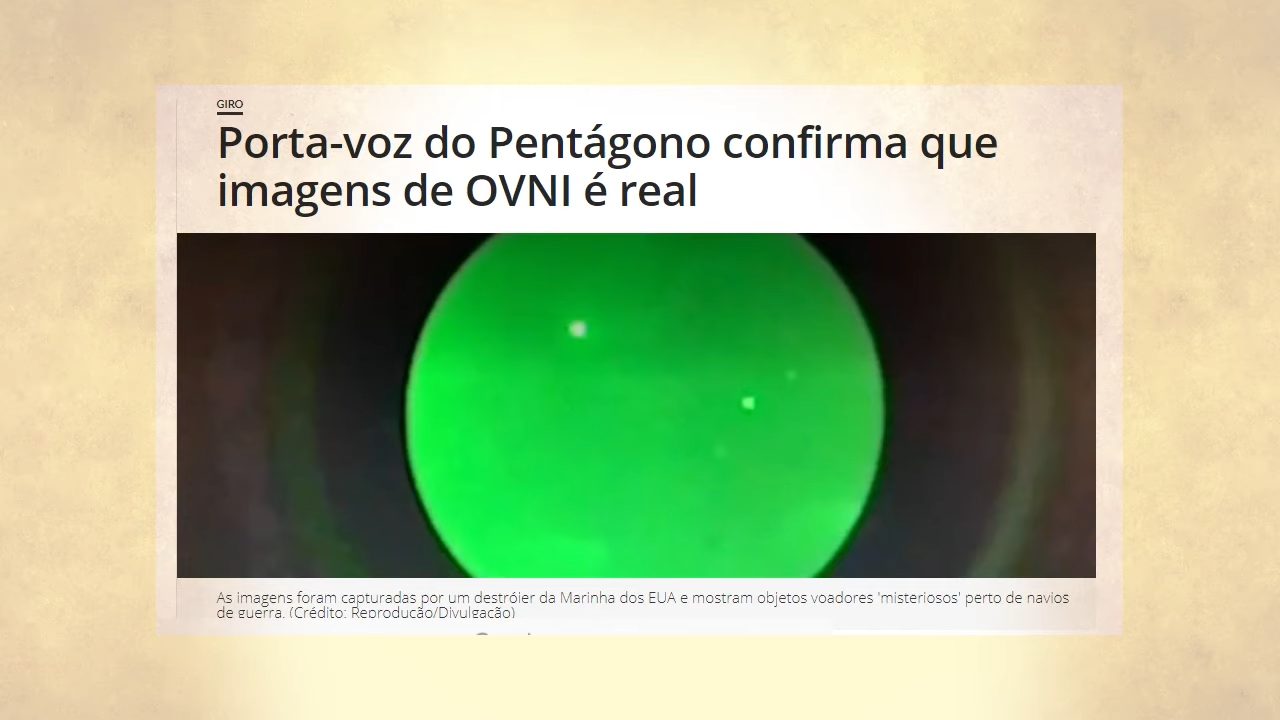 GIRO
Porta-voz do Pentágono confirma que
imagens de OVNI é real
As imagens foram capturadas por um destróier da Marinha dos EUA e mostram objetos voadores 'misteriosos' perto de navios
de guerra. (Crédito: Reprodução/Divulgação)